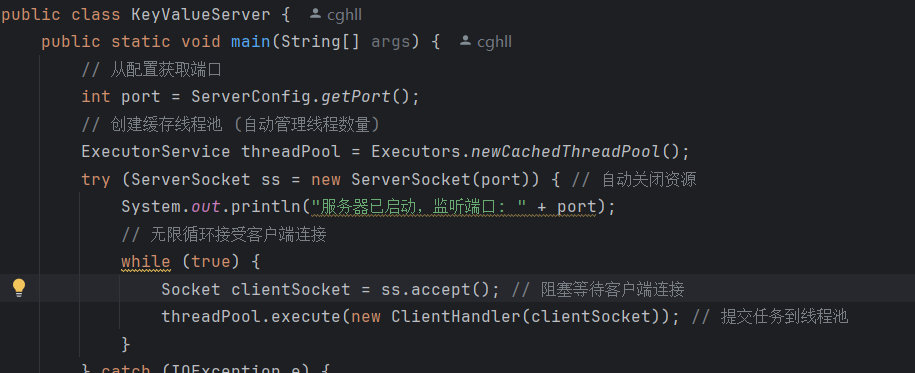 public class KeyValueServer { cghll
public static void main(String[] args) { cghll
// 从配置获取端口
int port = ServerConfig.getPort();
// 创建缓存线程池 (自动管理线程数量)
ExecutorService threadPool = Executors.newCachedThreadPool();
try (ServerSocket ss = new ServerSocket(port)) { // 自动关闭资源
System.out.println("服务器已启动，监听端口: " + port);
// 无限循环接受客户端连接
while (true) {
Socket clientSocket = ss.accept(); // 阻塞等待客户端连接
threadPool.execute(new ClientHandler(clientSocket)); // 提交任务到线程池
}
} catch (IOException e) {